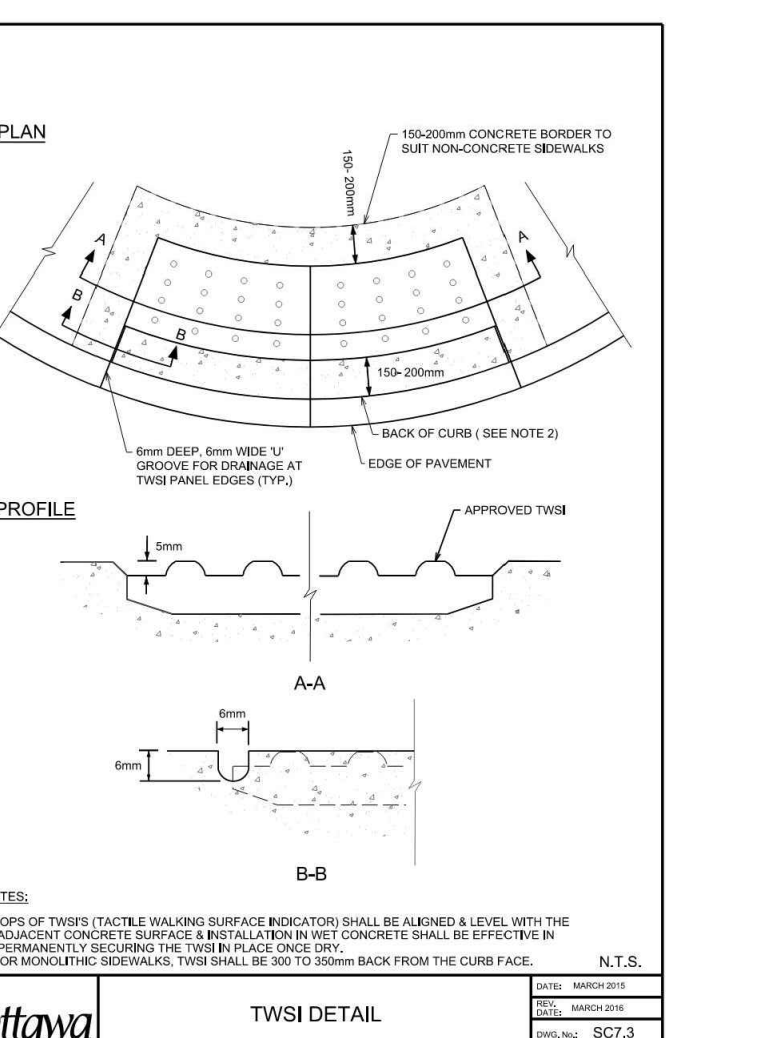 PLAN
150-200mm CONCRETE BORDER TO
SUIT NON-CONCRETE SIDEWALKS
150- 200mm
A
A
B
B
150- 200mm
BACK OF CURB ( SEE NOTE 2)
EDGE OF PAVEMENT
6mm DEEP, 6mm WIDE 'U'
GROOVE FOR DRAINAGE AT
TWSI PANEL EDGES (TYP.)
PROFILE
APPROVED TWSI
5mm
A-A
6mm
6mm
B-B
TES:
OPS OF TWSI'S (TACTILE WALKING SURFACE INDICATOR) SHALL BE ALIGNED & LEVEL WITH THE
ADJACENT CONCRETE SURFACE & INSTALLATION IN WET CONCRETE SHALL BE EFFECTIVE IN
PERMANENTLY SECURING THE TWSI IN PLACE ONCE DRY.
OR MONOLITHIC SIDEWALKS, TWSI SHALL BE 300 TO 350mm BACK FROM THE CURB FACE.
N.T.S.
ttawa
TWSI DETAIL
DATE: MARCH 2015
REV.
DATE: MARCH 2016
DWG. No.: SC7.3